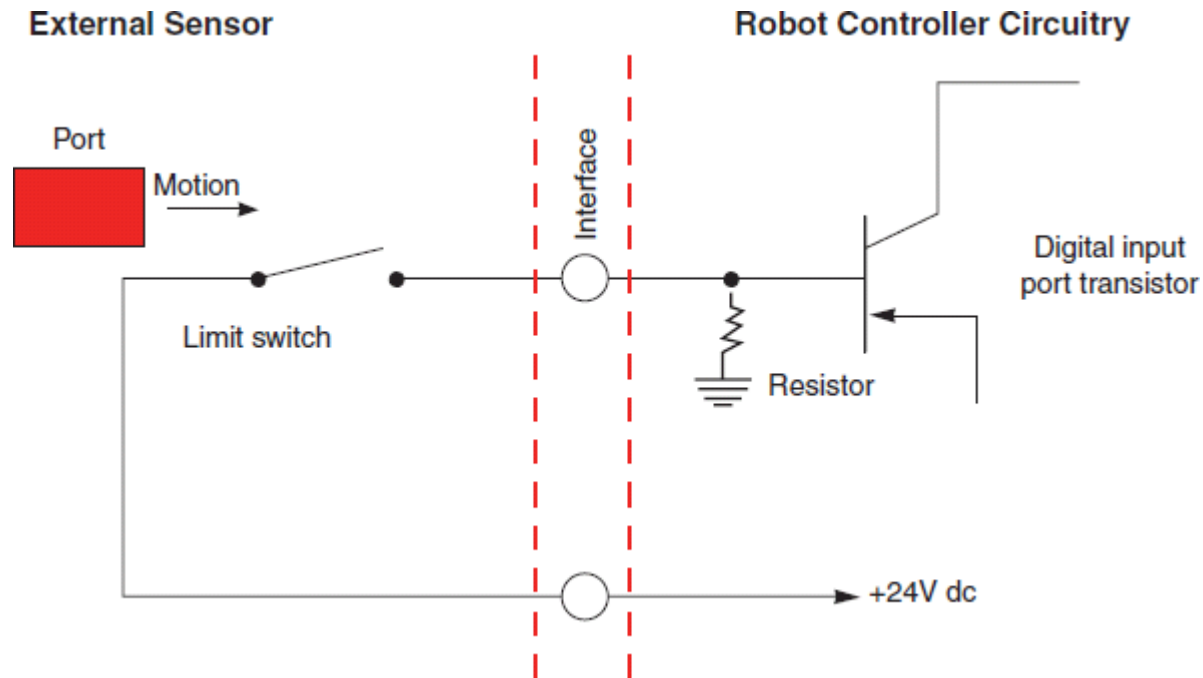 External Sensor
Robot Controller Circuitry
Port
Motion
Interface
Limit switch
Digital input
port transistor
Resistor
+24V dc